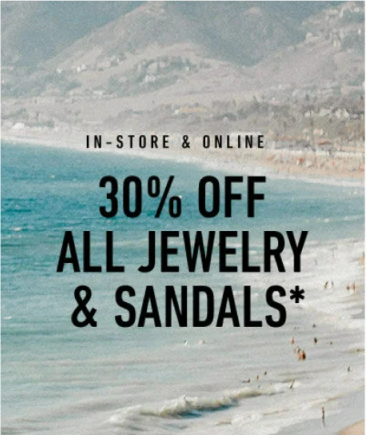 IN-STORE & ONLINE
30% OFF
ALL JEWELRY
& SANDALS*